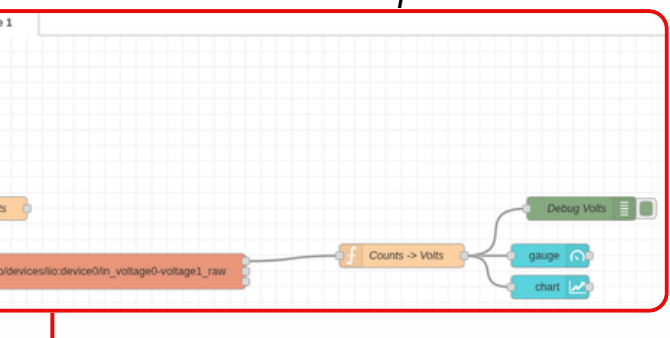 e 1
ts
Debug Volts
Counts -> Volts
gauge
o/devices/iio:device0/in_voltage0-voltage1_raw
chart